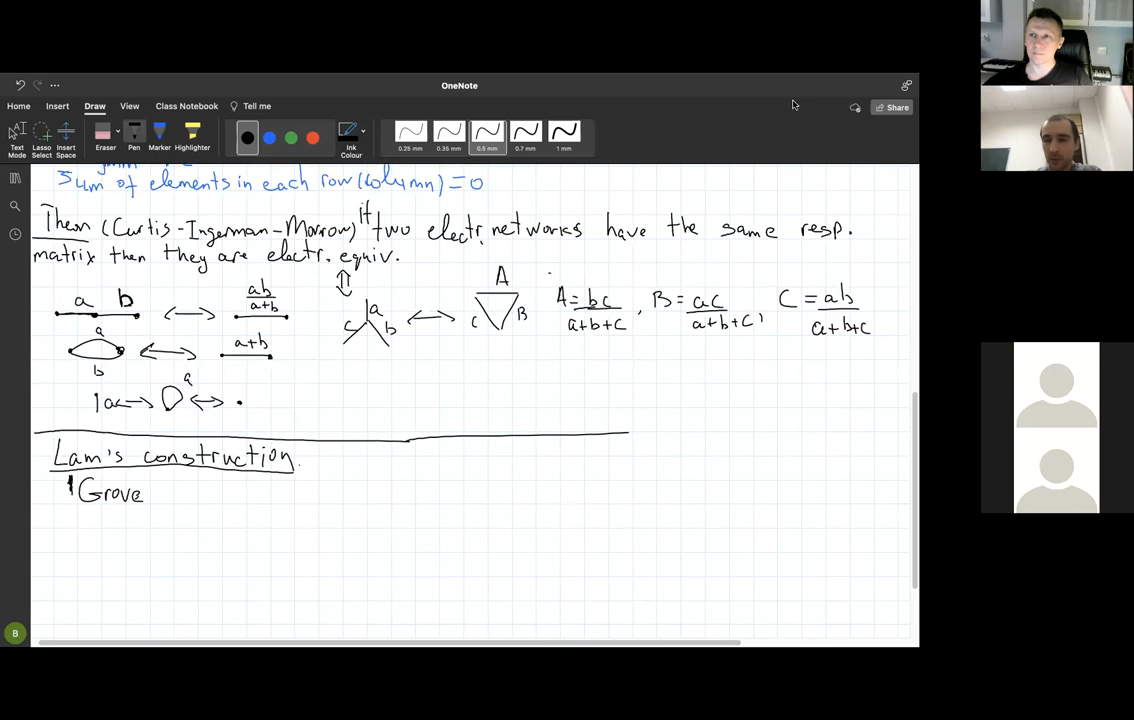 OneNote
Home Insert Draw View Class Notebook Tell me
Share
Text Mode Lasso Select Insert Space Eraser Pen Marker Highlighter Ink Colour 0.25 mm 0.35 mm 0.5 mm 0.7 mm 1 mm
Sum of elements in each row (column) = 0
Theorem (Curtis-Ingerman-Morrow) If two electr. networks have the same resp.
matrix then they are electr. equiv.
a b ↔ ab/(a+b)
a b ↔ a+b
a b c ↔ A B C
A = bc/(a+b+c), B = ac/(a+b+c), C = ab/(a+b+c)
a ↔ a ↔ •
Lam's construction.
Grove
B